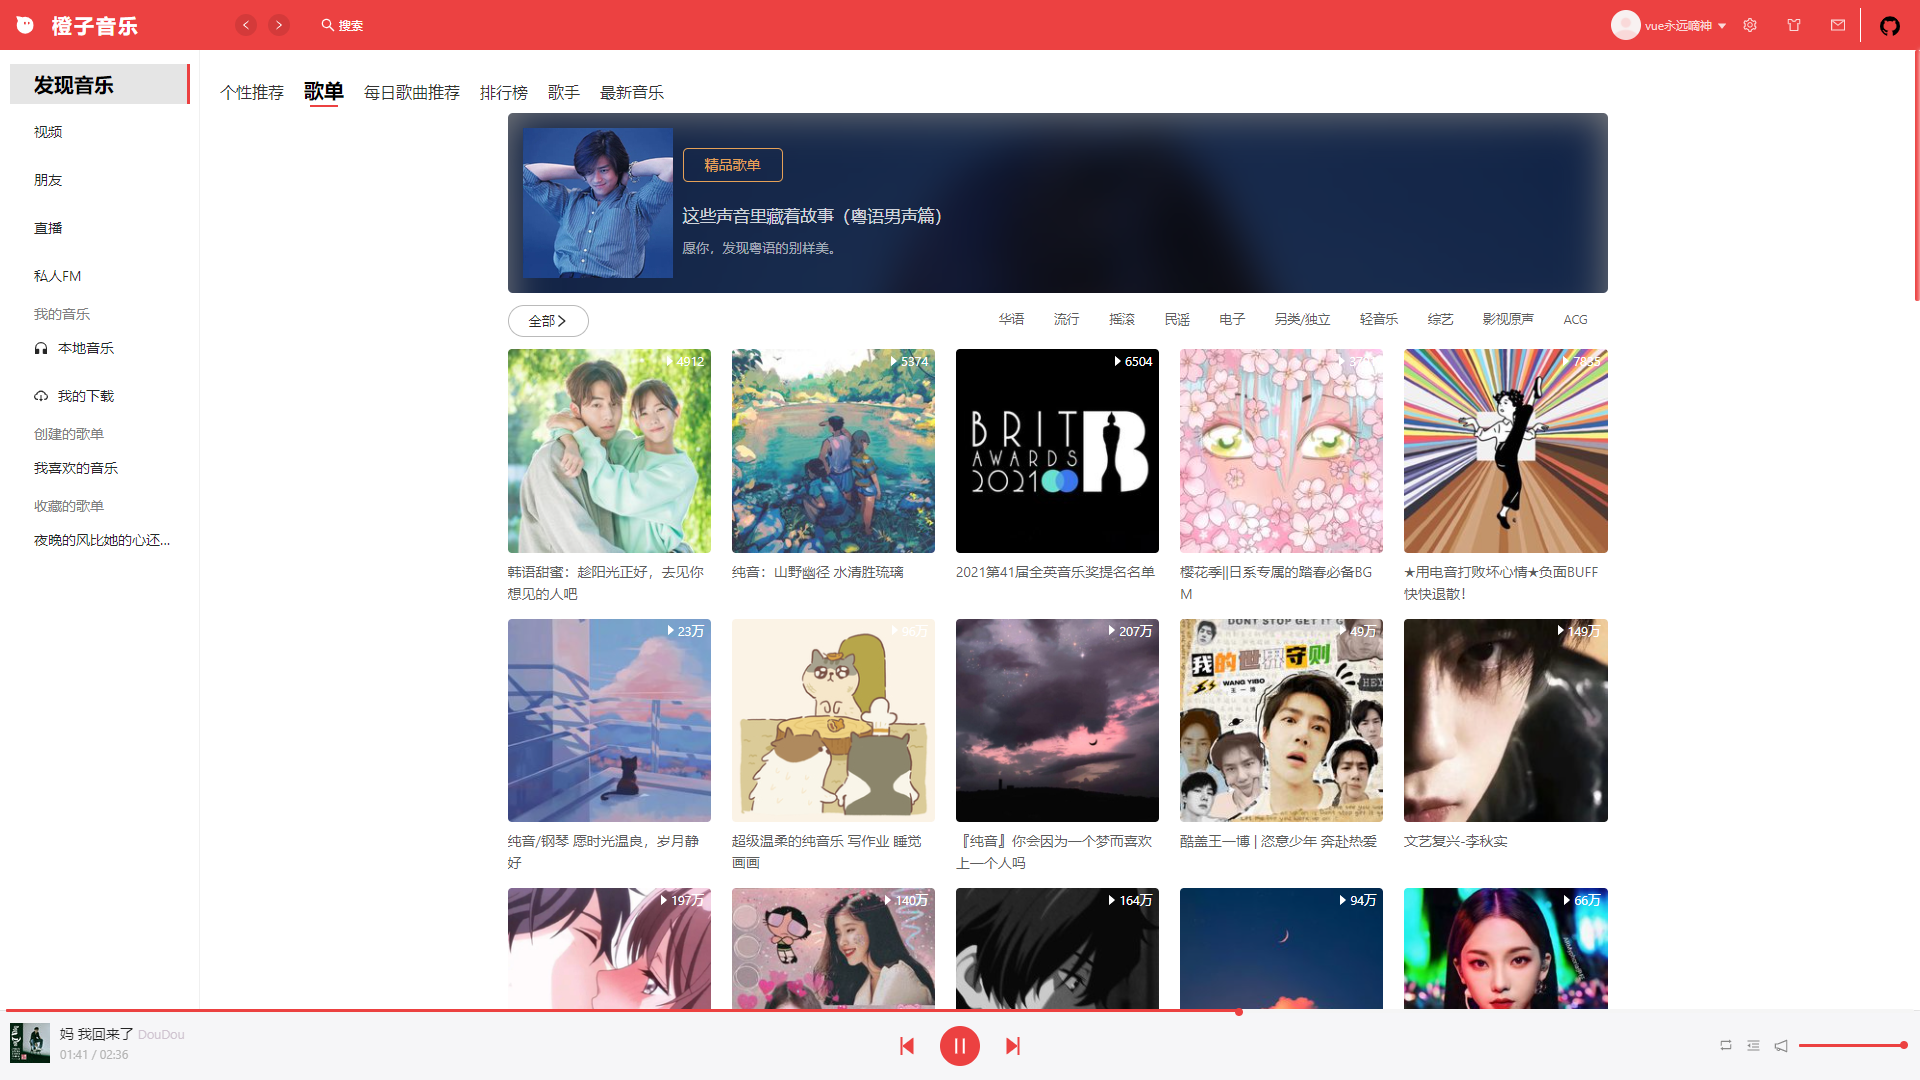 橙子音乐
搜索
vue永远嘀神
发现音乐
视频
朋友
直播
私人FM
我的音乐
本地音乐
我的下载
创建的歌单
我喜欢的音乐
收藏的歌单
夜晚的风比她的心还...
个性推荐 歌单 每日歌曲推荐 排行榜 歌手 最新音乐
精品歌单
这些声音里藏着故事（粤语男声篇）
愿你，发现粤语的别样美。
全部
华语 流行 摇滚 民谣 电子 另类/独立 轻音乐 综艺 影视原声 ACG
4912
5374
6504
BRIT
AWARDS
2021
B
韩语甜蜜：趁阳光正好，去见你
想见的人吧
纯音：山野幽径 水清胜琉璃
2021第41届全英音乐奖提名名单
樱花季||日系专属的踏春必备BG
M
★用电音打败坏心情★负面BUFF
快快退散！
23万
96万
207万
49万
149万
DONT STOP GET IT G
我的世界守则
WANG YIBO
王一博
HEY
纯音/钢琴 愿时光温良，岁月静
好
超级温柔的纯音乐 写作业 睡觉
画画
『纯音』你会因为一个梦而喜欢
上一个人吗
酷盖王一博 | 恣意少年 奔赴热爱
文艺复兴-李秋实
197万
140万
164万
94万
66万
妈 我回来了 DouDou
01:41 / 02:36